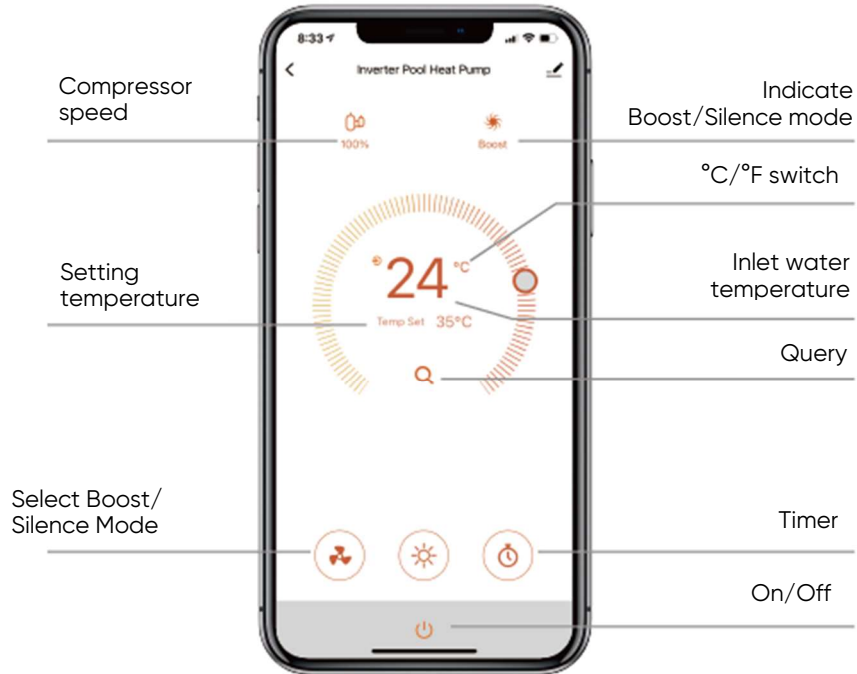 8:33
Inverter Pool Heat Pump
Compressor
speed
Indicate
Boost/Silence mode
100%
Boost
°C/°F switch
24 °C
Inlet water
temperature
Setting
temperature
Temp Set 35°C
Query
Select Boost/
Silence Mode
Timer
On/Off